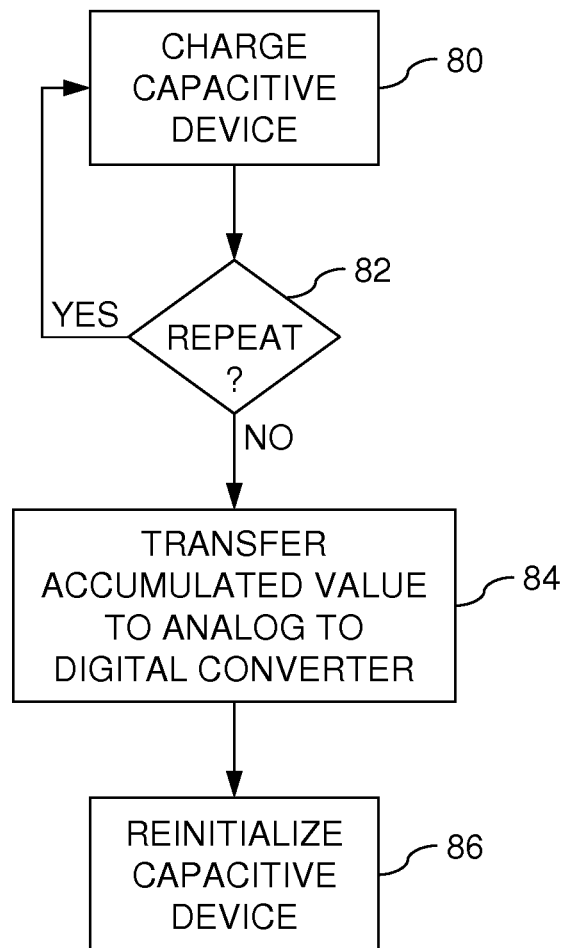 CHARGE
CAPACITIVE
DEVICE
80
82
YES
REPEAT
?
NO
TRANSFER
ACCUMULATED VALUE
TO ANALOG TO
DIGITAL CONVERTER
84
REINITIALIZE
CAPACITIVE
DEVICE
86